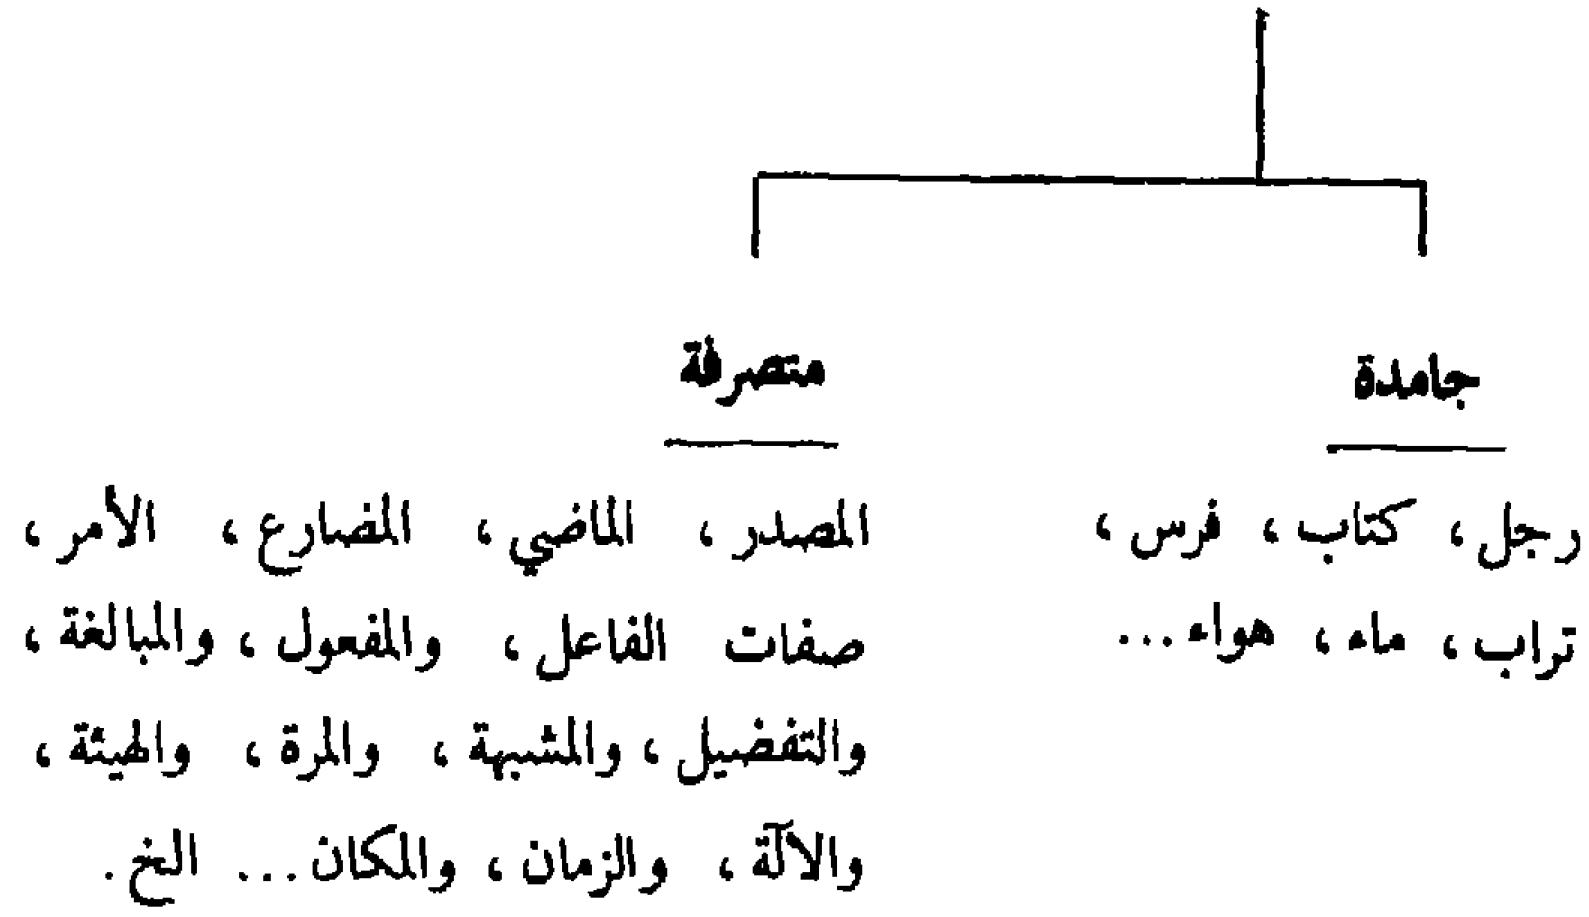 جامدة
رجل ، كتاب ، فرس ،
تراب ، ماء ، هواء ...
متصرفة
المصدر ، الماضي ، المضارع ، الأمر ،
صفات الفاعل ، والمفعول ، والمبالغة ،
والتفضيل ، والمشبهة ، والمرة ، والهيئة ،
والآلة ، والزمان ، والمكان ... الخ .